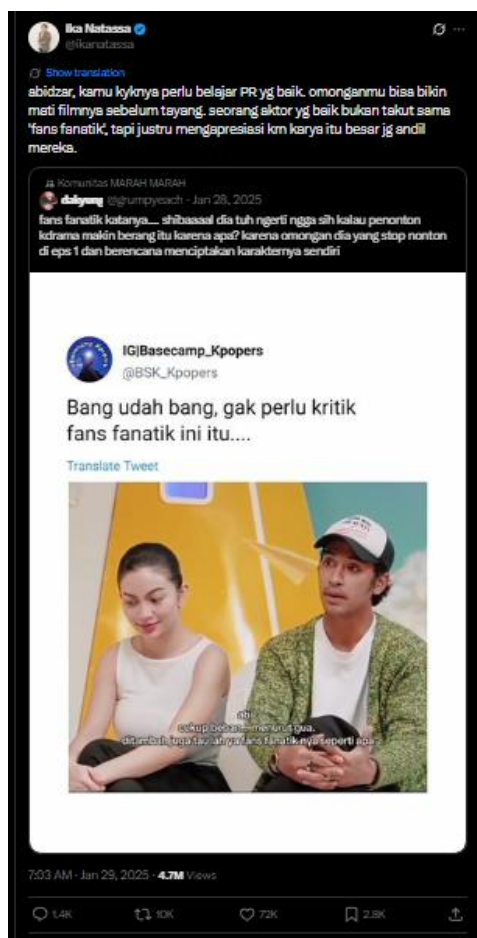 Ika Natassa
@ikanatassa
Show translation
abidzar, kamu kyknya perlu belajar PR yg baik. omonganmu bisa bikin
mati filmnya sebelum tayang. seorang aktor yg baik bukan takut sama
'fans fanatik', tapi justru mengapresiasi krn karya itu besar jg andil
mereka.
Komunitas MARAH MARAH
dakyung @grumpyeach - Jan 28, 2025
fans fanatik katanya.... shibaaaal dia tuh ngerti ngga sih kalau penonton
kdrama makin berang itu karena apa? karena omongan dia yang stop nonton
di eps 1 dan berencana menciptakan karakternya sendiri
IG|Basecamp_Kpopers
@BSK_Kpopers
Bang udah bang, gak perlu kritik
fans fanatik ini itu....
Translate Tweet
cukup beban menurut gua.
ditambah juga tau lah ya fans fanatik nya seperti apa
7:03 AM - Jan 29, 2025 - 4.7M Views
1.4K 10K 72K 2.8K